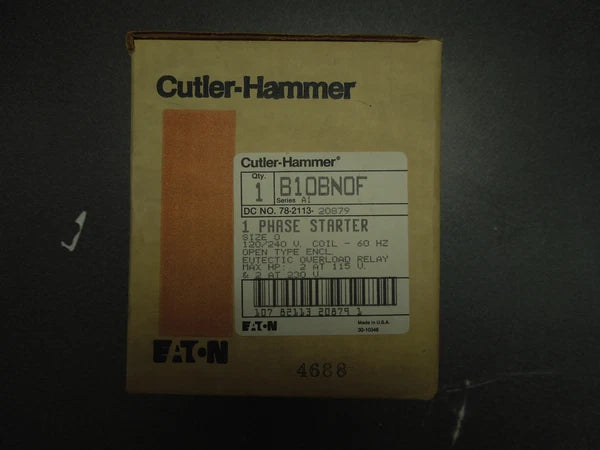 Cutler-Hammer
Cutler-Hammer®
Qty.
1 B10BN0F
Series A1
DC NO. 78-2113- 20879
1 PHASE STARTER
SIZE 0
120/240 V. COIL - 60 HZ
OPEN TYPE ENCL.
EUTECTIC OVERLOAD RELAY
MAX HP: 2 AT 115 V.
& 2 AT 230 V.
107 82113 20879 1
EATON
Made in U.S.A.
30-10348
EATON
4688